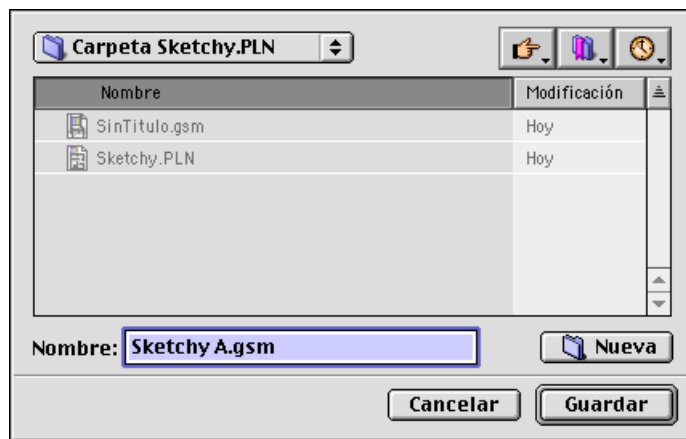 Carpeta Sketchy.PLN
Nombre Modificación
SinTitulo.gsm Hoy
Sketchy.PLN Hoy
Nombre: Sketchy A.gsm Nueva
Cancelar Guardar